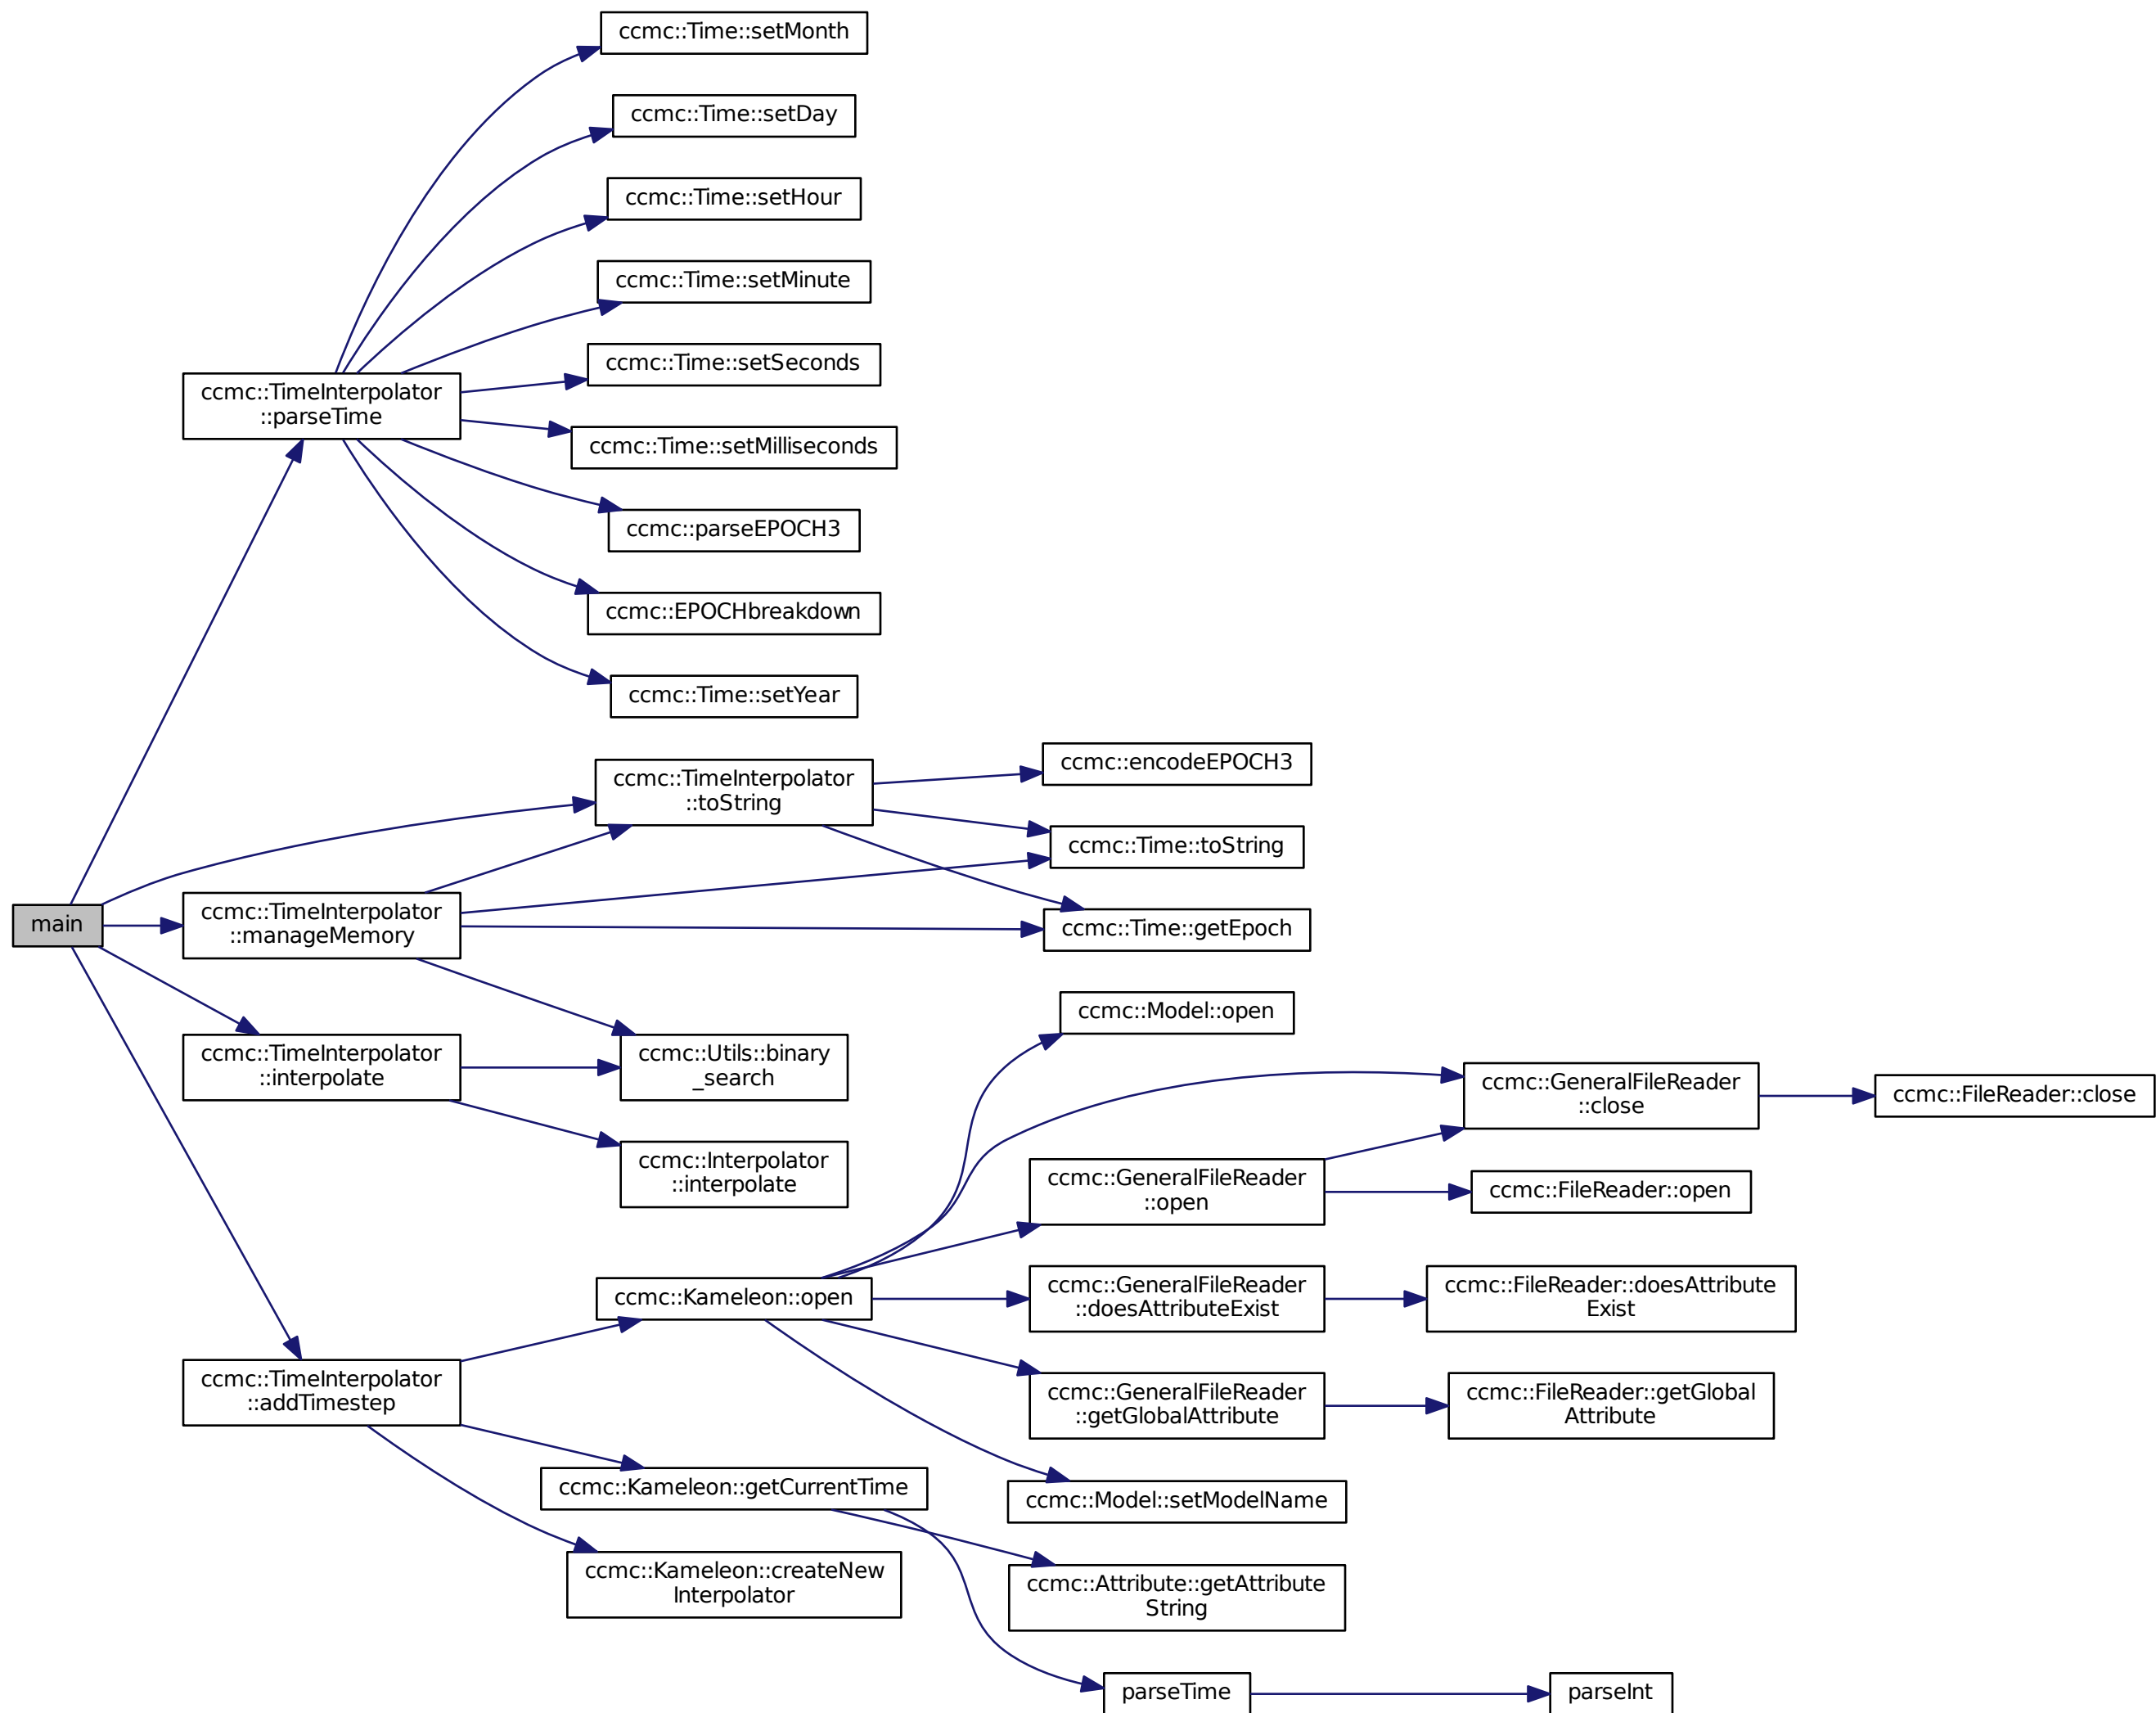 ccmc::Time::setMonth
ccmc::Time::setDay
ccmc::Time::setHour
ccmc::Time::setMinute
ccmc::Time::setSeconds
ccmc::TimeInterpolator
::parseTime
ccmc::Time::setMilliseconds
ccmc::parseEPOCH3
ccmc::EPOCHbreakdown
ccmc::Time::setYear
ccmc::encodeEPOCH3
ccmc::TimeInterpolator
::toString
ccmc::Time::toString
main
ccmc::TimeInterpolator
::manageMemory
ccmc::Time::getEpoch
ccmc::Model::open
ccmc::TimeInterpolator
::interpolate
ccmc::Utils::binary
_search
ccmc::GeneralFileReader
::close
ccmc::FileReader::close
ccmc::Interpolator
::interpolate
ccmc::GeneralFileReader
::open
ccmc::FileReader::open
ccmc::Kameleon::open
ccmc::GeneralFileReader
::doesAttributeExist
ccmc::FileReader::doesAttribute
Exist
ccmc::TimeInterpolator
::addTimestep
ccmc::GeneralFileReader
::getGlobalAttribute
ccmc::FileReader::getGlobal
Attribute
ccmc::Kameleon::getCurrentTime
ccmc::Model::setModelName
ccmc::Kameleon::createNew
Interpolator
ccmc::Attribute::getAttribute
String
parseTime
parseInt